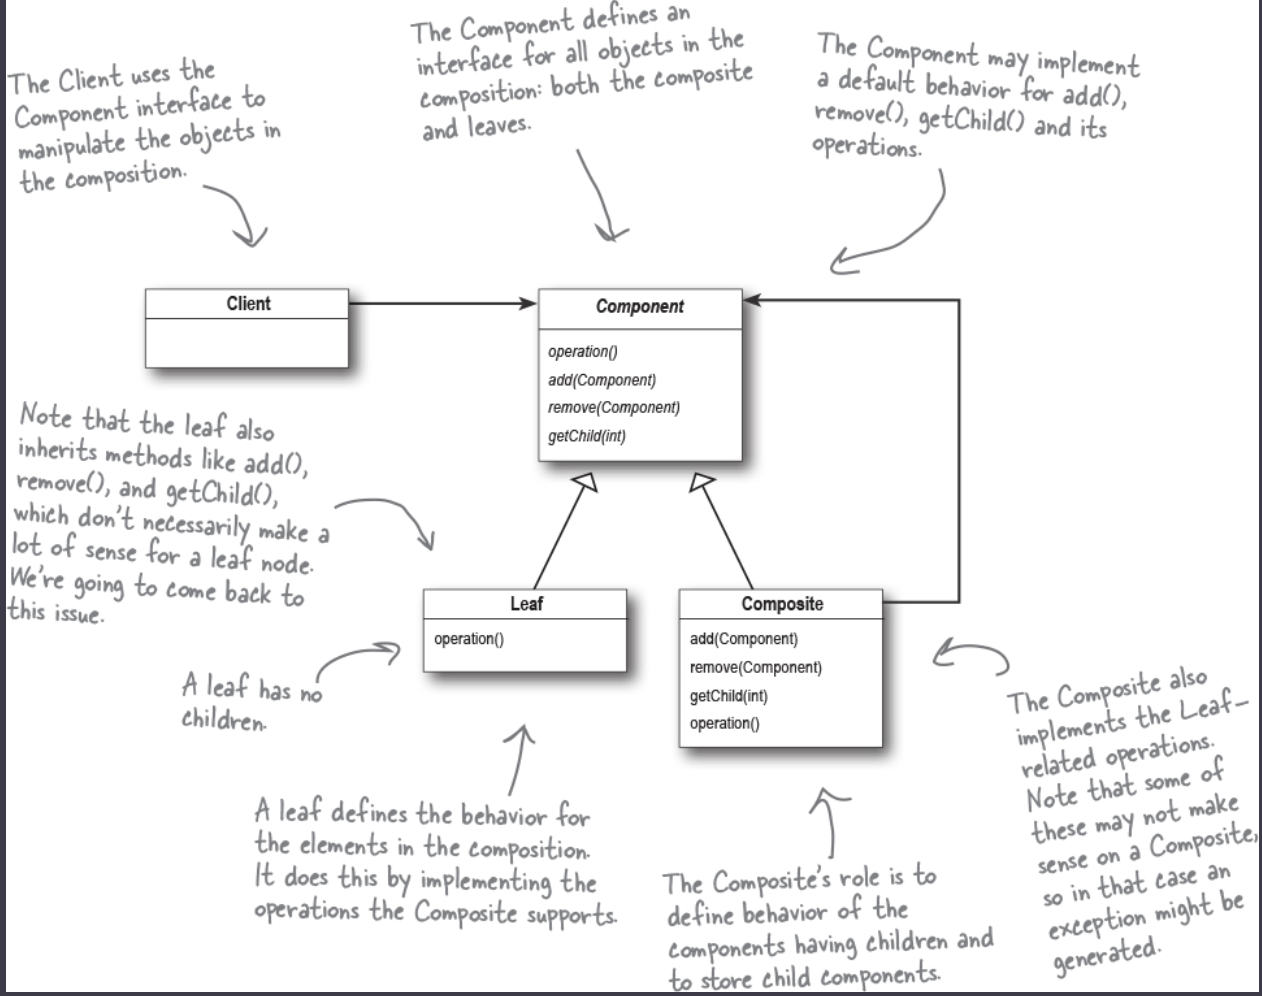 The Client uses the
Component interface to
manipulate the objects in
the composition.
The Component defines an
interface for all objects in the
composition: both the composite
and leaves.
The Component may implement
a default behavior for add(),
remove(), getChild() and its
operations.
Client
Component
operation()
add(Component)
remove(Component)
getChild(int)
Note that the leaf also
inherits methods like add(),
remove(), and getChild(),
which don't necessarily make a
lot of sense for a leaf node.
We're going to come back to
this issue.
Leaf
operation()
Composite
add(Component)
remove(Component)
getChild(int)
operation()
A leaf has no
children.
A leaf defines the behavior for
the elements in the composition.
It does this by implementing the
operations the Composite supports.
The Composite's role is to
define behavior of the
components having children and
to store child components.
The Composite also
implements the Leaf-
related operations.
Note that some of
these may not make
sense on a Composite,
so in that case an
exception might be
generated.